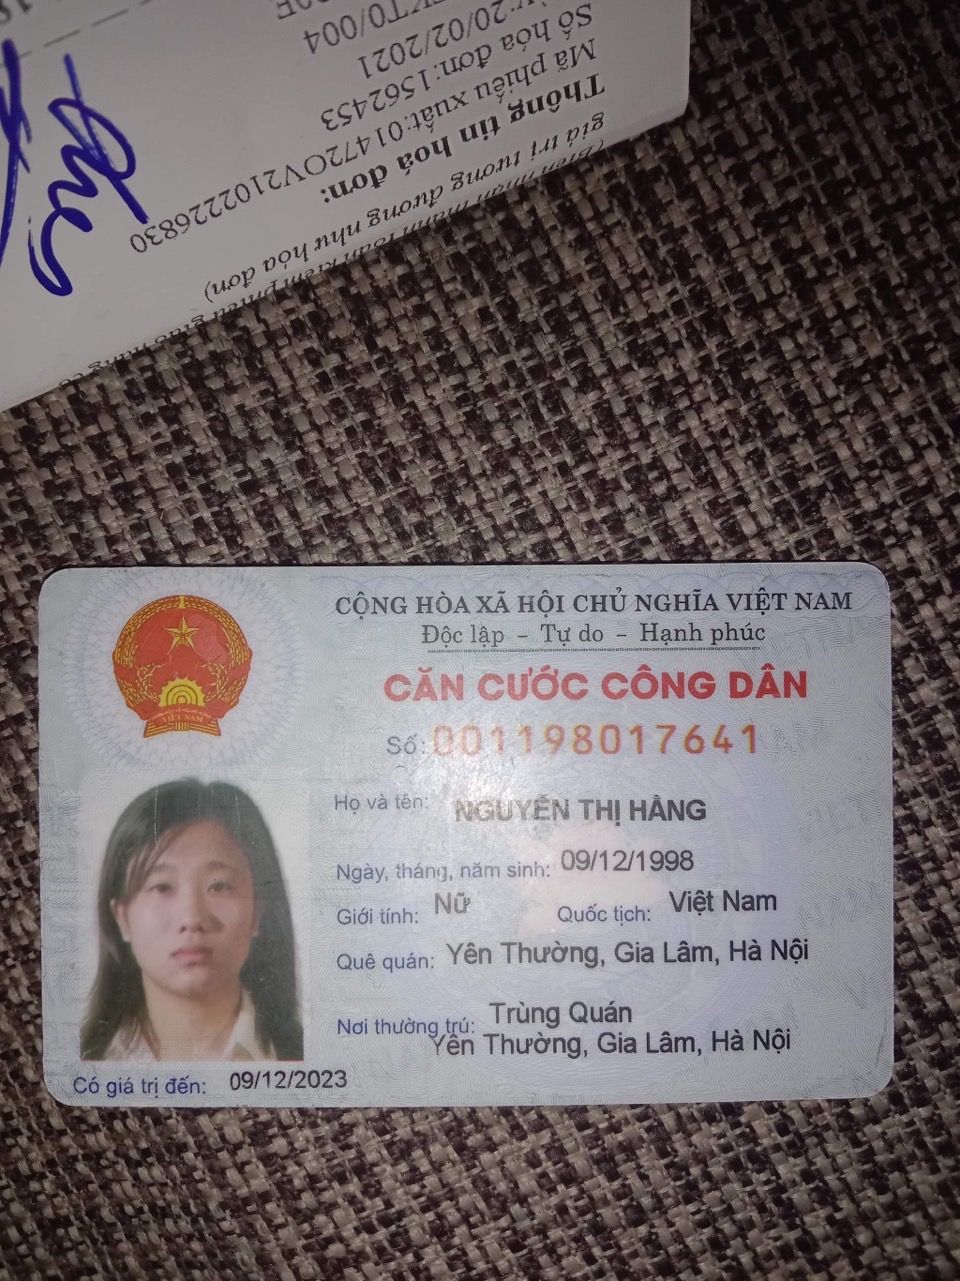 giá trị tương đương như hóa đơn)
Thông tin hoá đơn:
Mã phiếu xuất:01472OV2102226830
Số hóa đơn:1562453
20/02/2021
KT0/004
CỘNG HÒA XÃ HỘI CHỦ NGHĨA VIỆT NAM
Độc lập - Tự do - Hạnh phúc
CĂN CƯỚC CÔNG DÂN
Số: 001198017641
Họ và tên: NGUYỄN THỊ HẰNG
Ngày, tháng, năm sinh: 09/12/1998
Giới tính: Nữ Quốc tịch: Việt Nam
Quê quán: Yên Thường, Gia Lâm, Hà Nội
Nơi thường trú: Trùng Quán
Yên Thường, Gia Lâm, Hà Nội
Có giá trị đến: 09/12/2023
VIỆT NAM